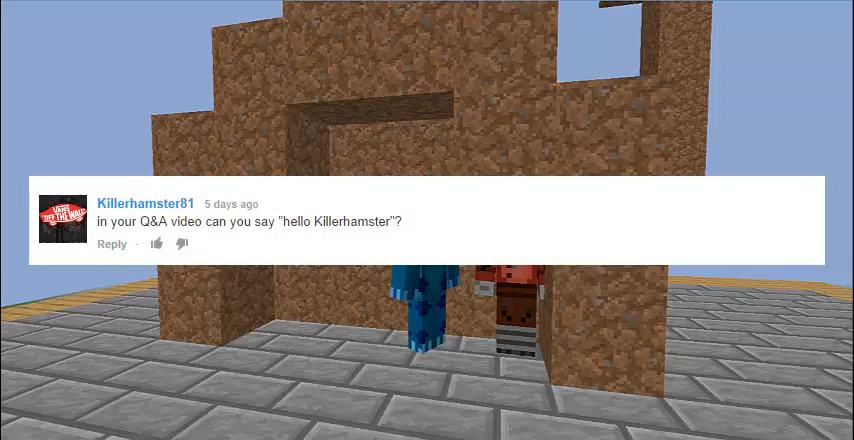 VANS
"OFF THE WALL"
Killerhamster81 5 days ago
in your Q&A video can you say "hello Killerhamster"?
Reply ·